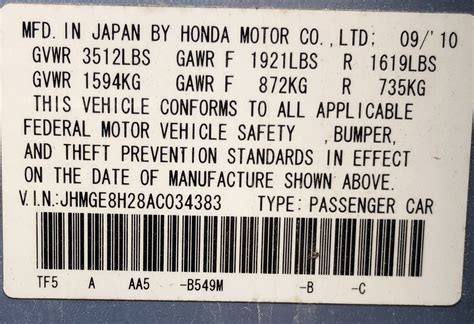 MFD. IN JAPAN BY HONDA MOTOR CO.,LTD; 09/'10
GVWR 3512LBS GAWR F 1921LBS R 1619LBS
GVWR 1594KG GAWR F 872KG R 735KG
THIS VEHICLE CONFORMS TO ALL APPLICABLE
FEDERAL MOTOR VEHICLE SAFETY ,BUMPER,
AND THEFT PREVENTION STANDARDS IN EFFECT
ON THE DATE OF MANUFACTURE SHOWN ABOVE.
V.I.N.:JHMGE8H28AC034383 TYPE: PASSENGER CAR
TF5 A AA5 -B549M -B -C